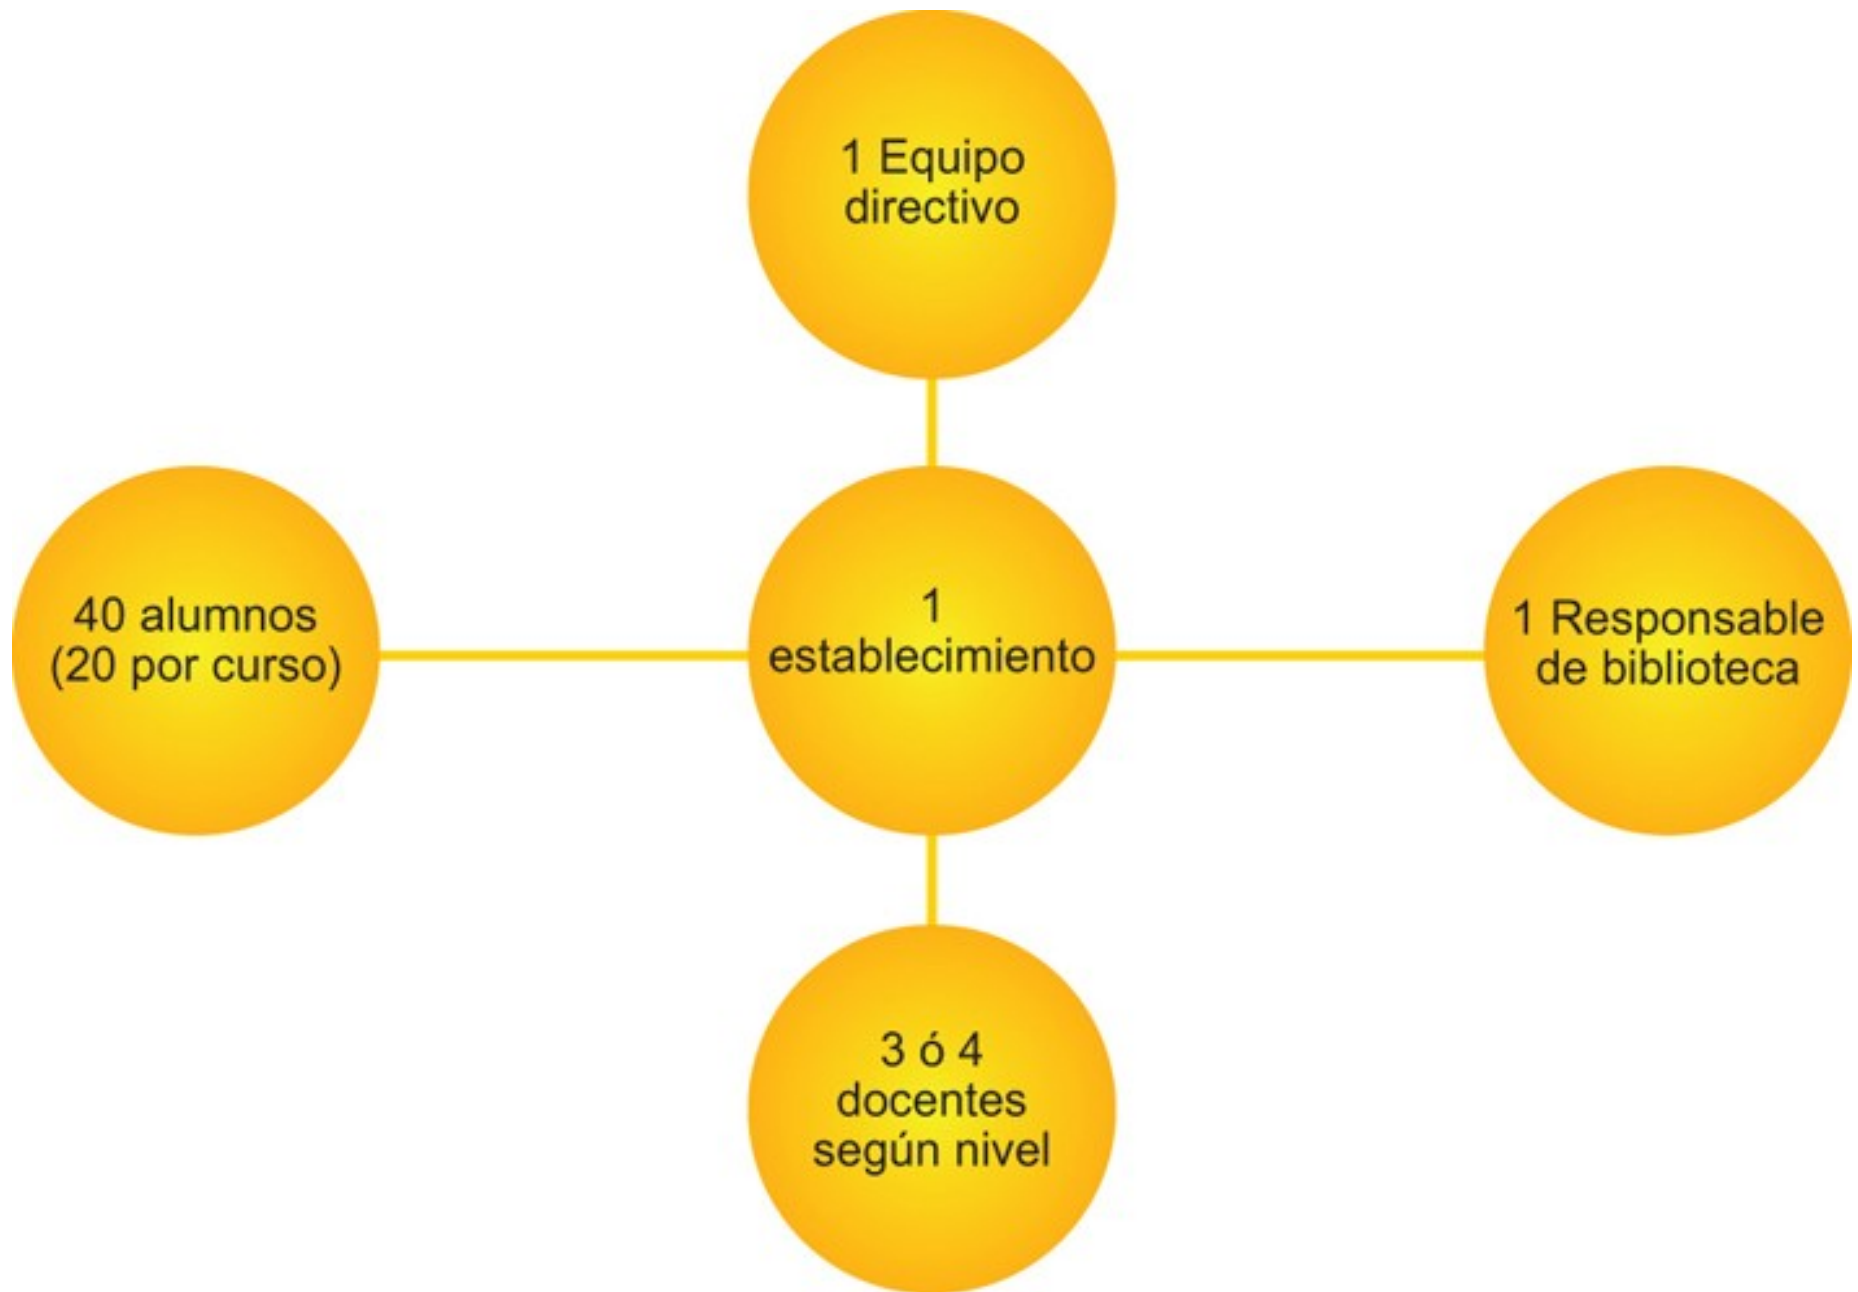 1 Equipo
directivo
40 alumnos
(20 por curso)
1
establecimiento
1 Responsable
de biblioteca
3 ó 4
docentes
según nivel